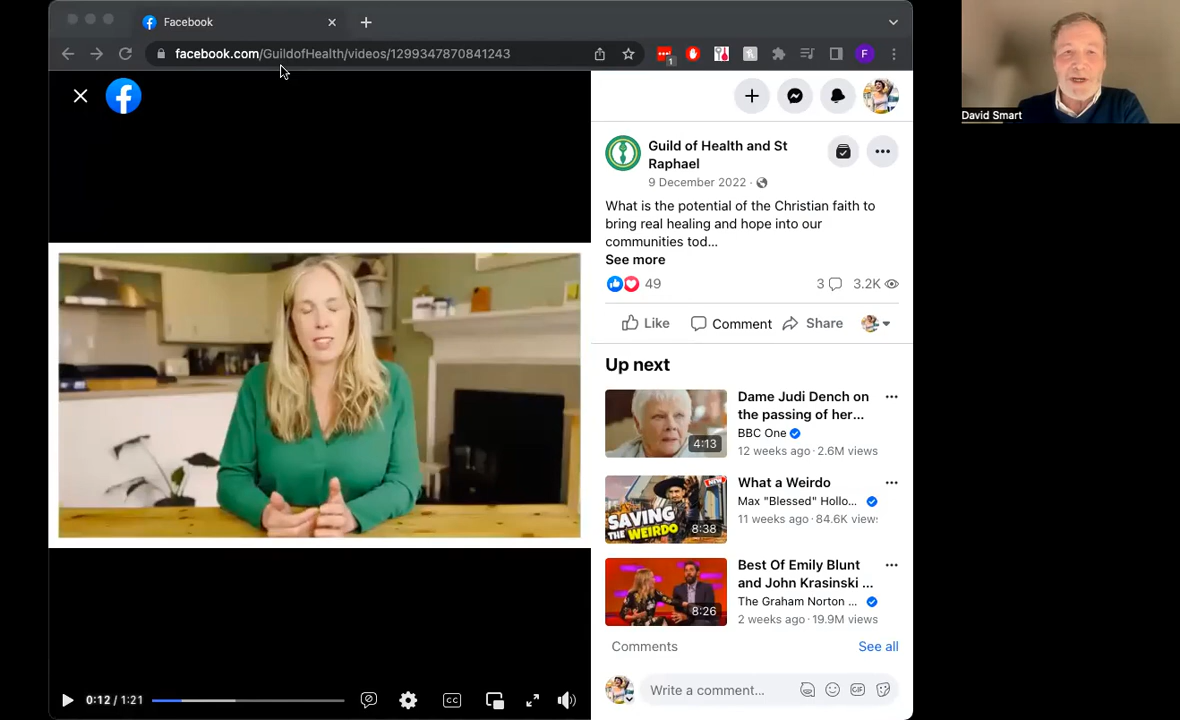 Facebook
facebook.com/GuildofHealth/videos/1299347870841243
1
F
David Smart
Guild of Health and St
Raphael
9 December 2022 ·
What is the potential of the Christian faith to
bring real healing and hope into our
communities tod...
See more
49
3
3.2K
Like
Comment
Share
Up next
Dame Judi Dench on
the passing of her...
BBC One
12 weeks ago · 2.6M views
4:13
What a Weirdo
Max "Blessed" Hollo...
11 weeks ago · 84.6K views
NEW
SAVING
THE WEIRDO
8:38
Best Of Emily Blunt
and John Krasinski ...
The Graham Norton ...
2 weeks ago · 19.9M views
8:26
Comments
See all
Write a comment...
GIF
0:12 / 1:21
CC